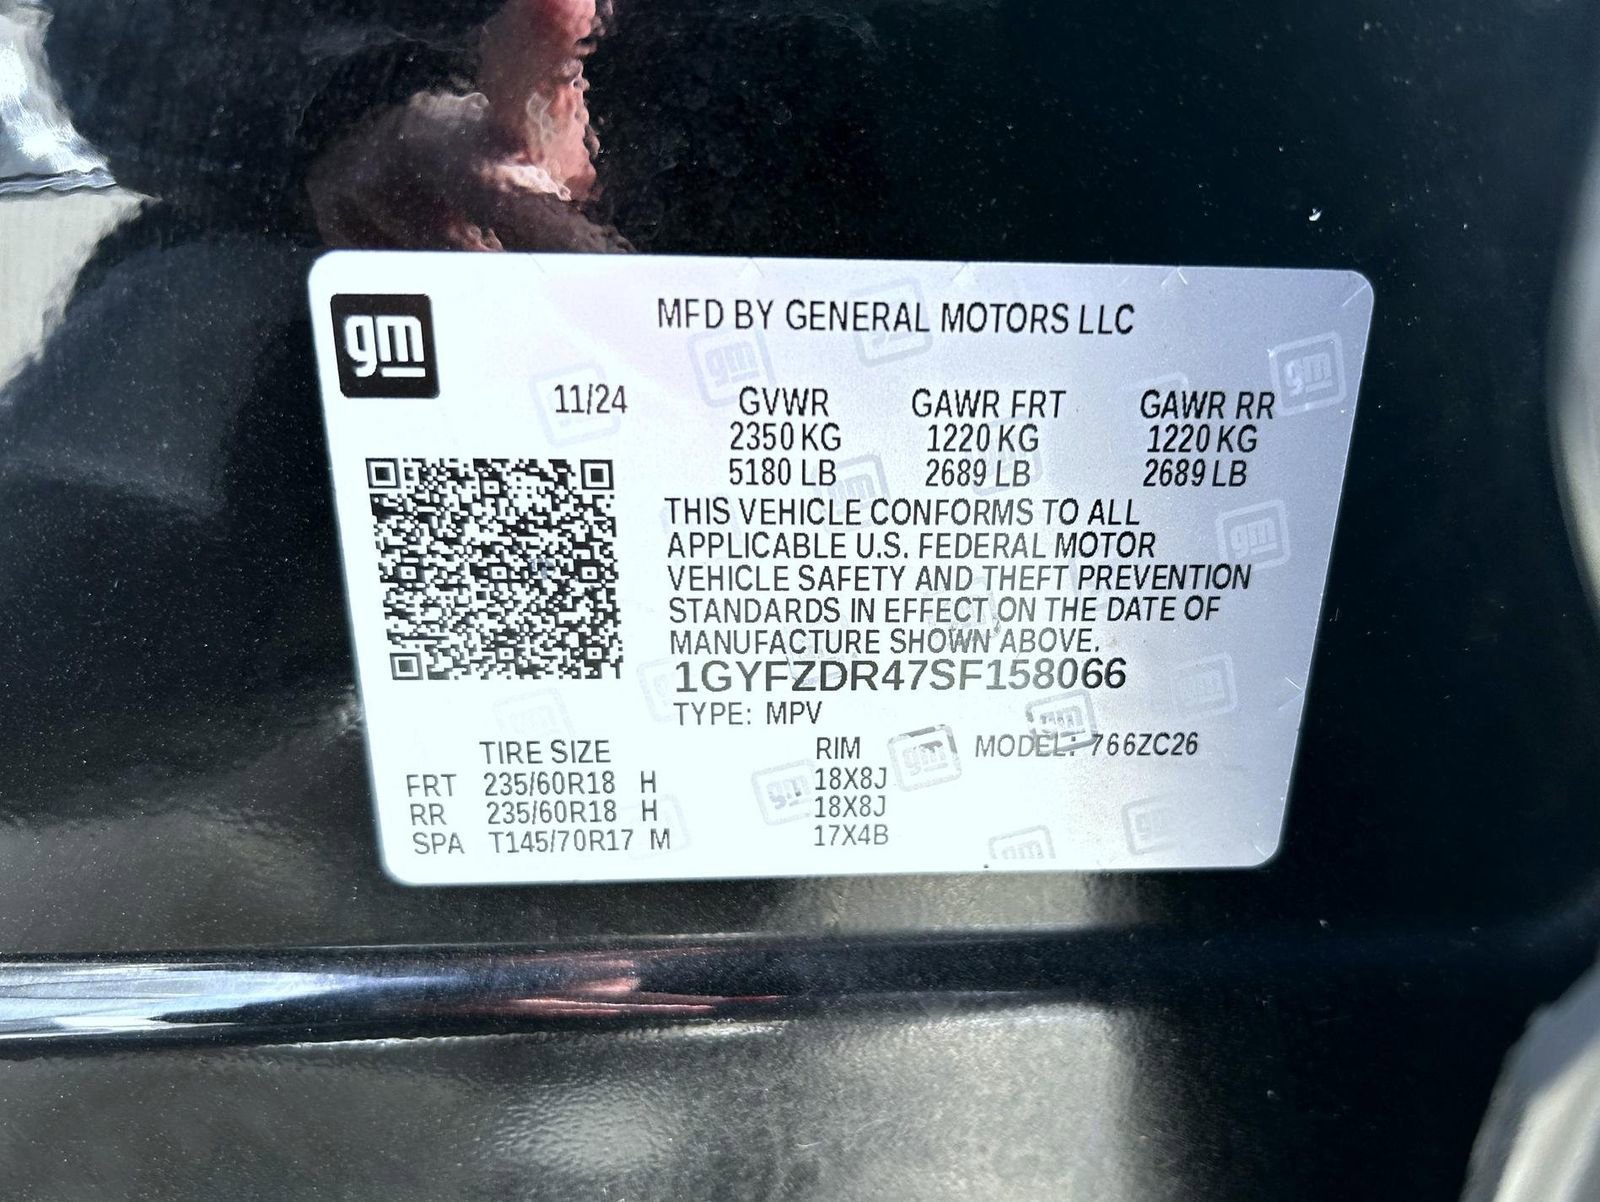 gm
MFD BY GENERAL MOTORS LLC
11/24 GVWR GAWR FRT GAWR RR
2350 KG 1220 KG 1220 KG
5180 LB 2689 LB 2689 LB
THIS VEHICLE CONFORMS TO ALL
APPLICABLE U.S. FEDERAL MOTOR
VEHICLE SAFETY AND THEFT PREVENTION
STANDARDS IN EFFECT ON THE DATE OF
MANUFACTURE SHOWN ABOVE.
1GYFZDR47SF158066
TYPE: MPV
TIRE SIZE RIM MODEL: 766ZC26
FRT 235/60R18 H 18X8J
RR 235/60R18 H 18X8J
SPA T145/70R17 M 17X4B